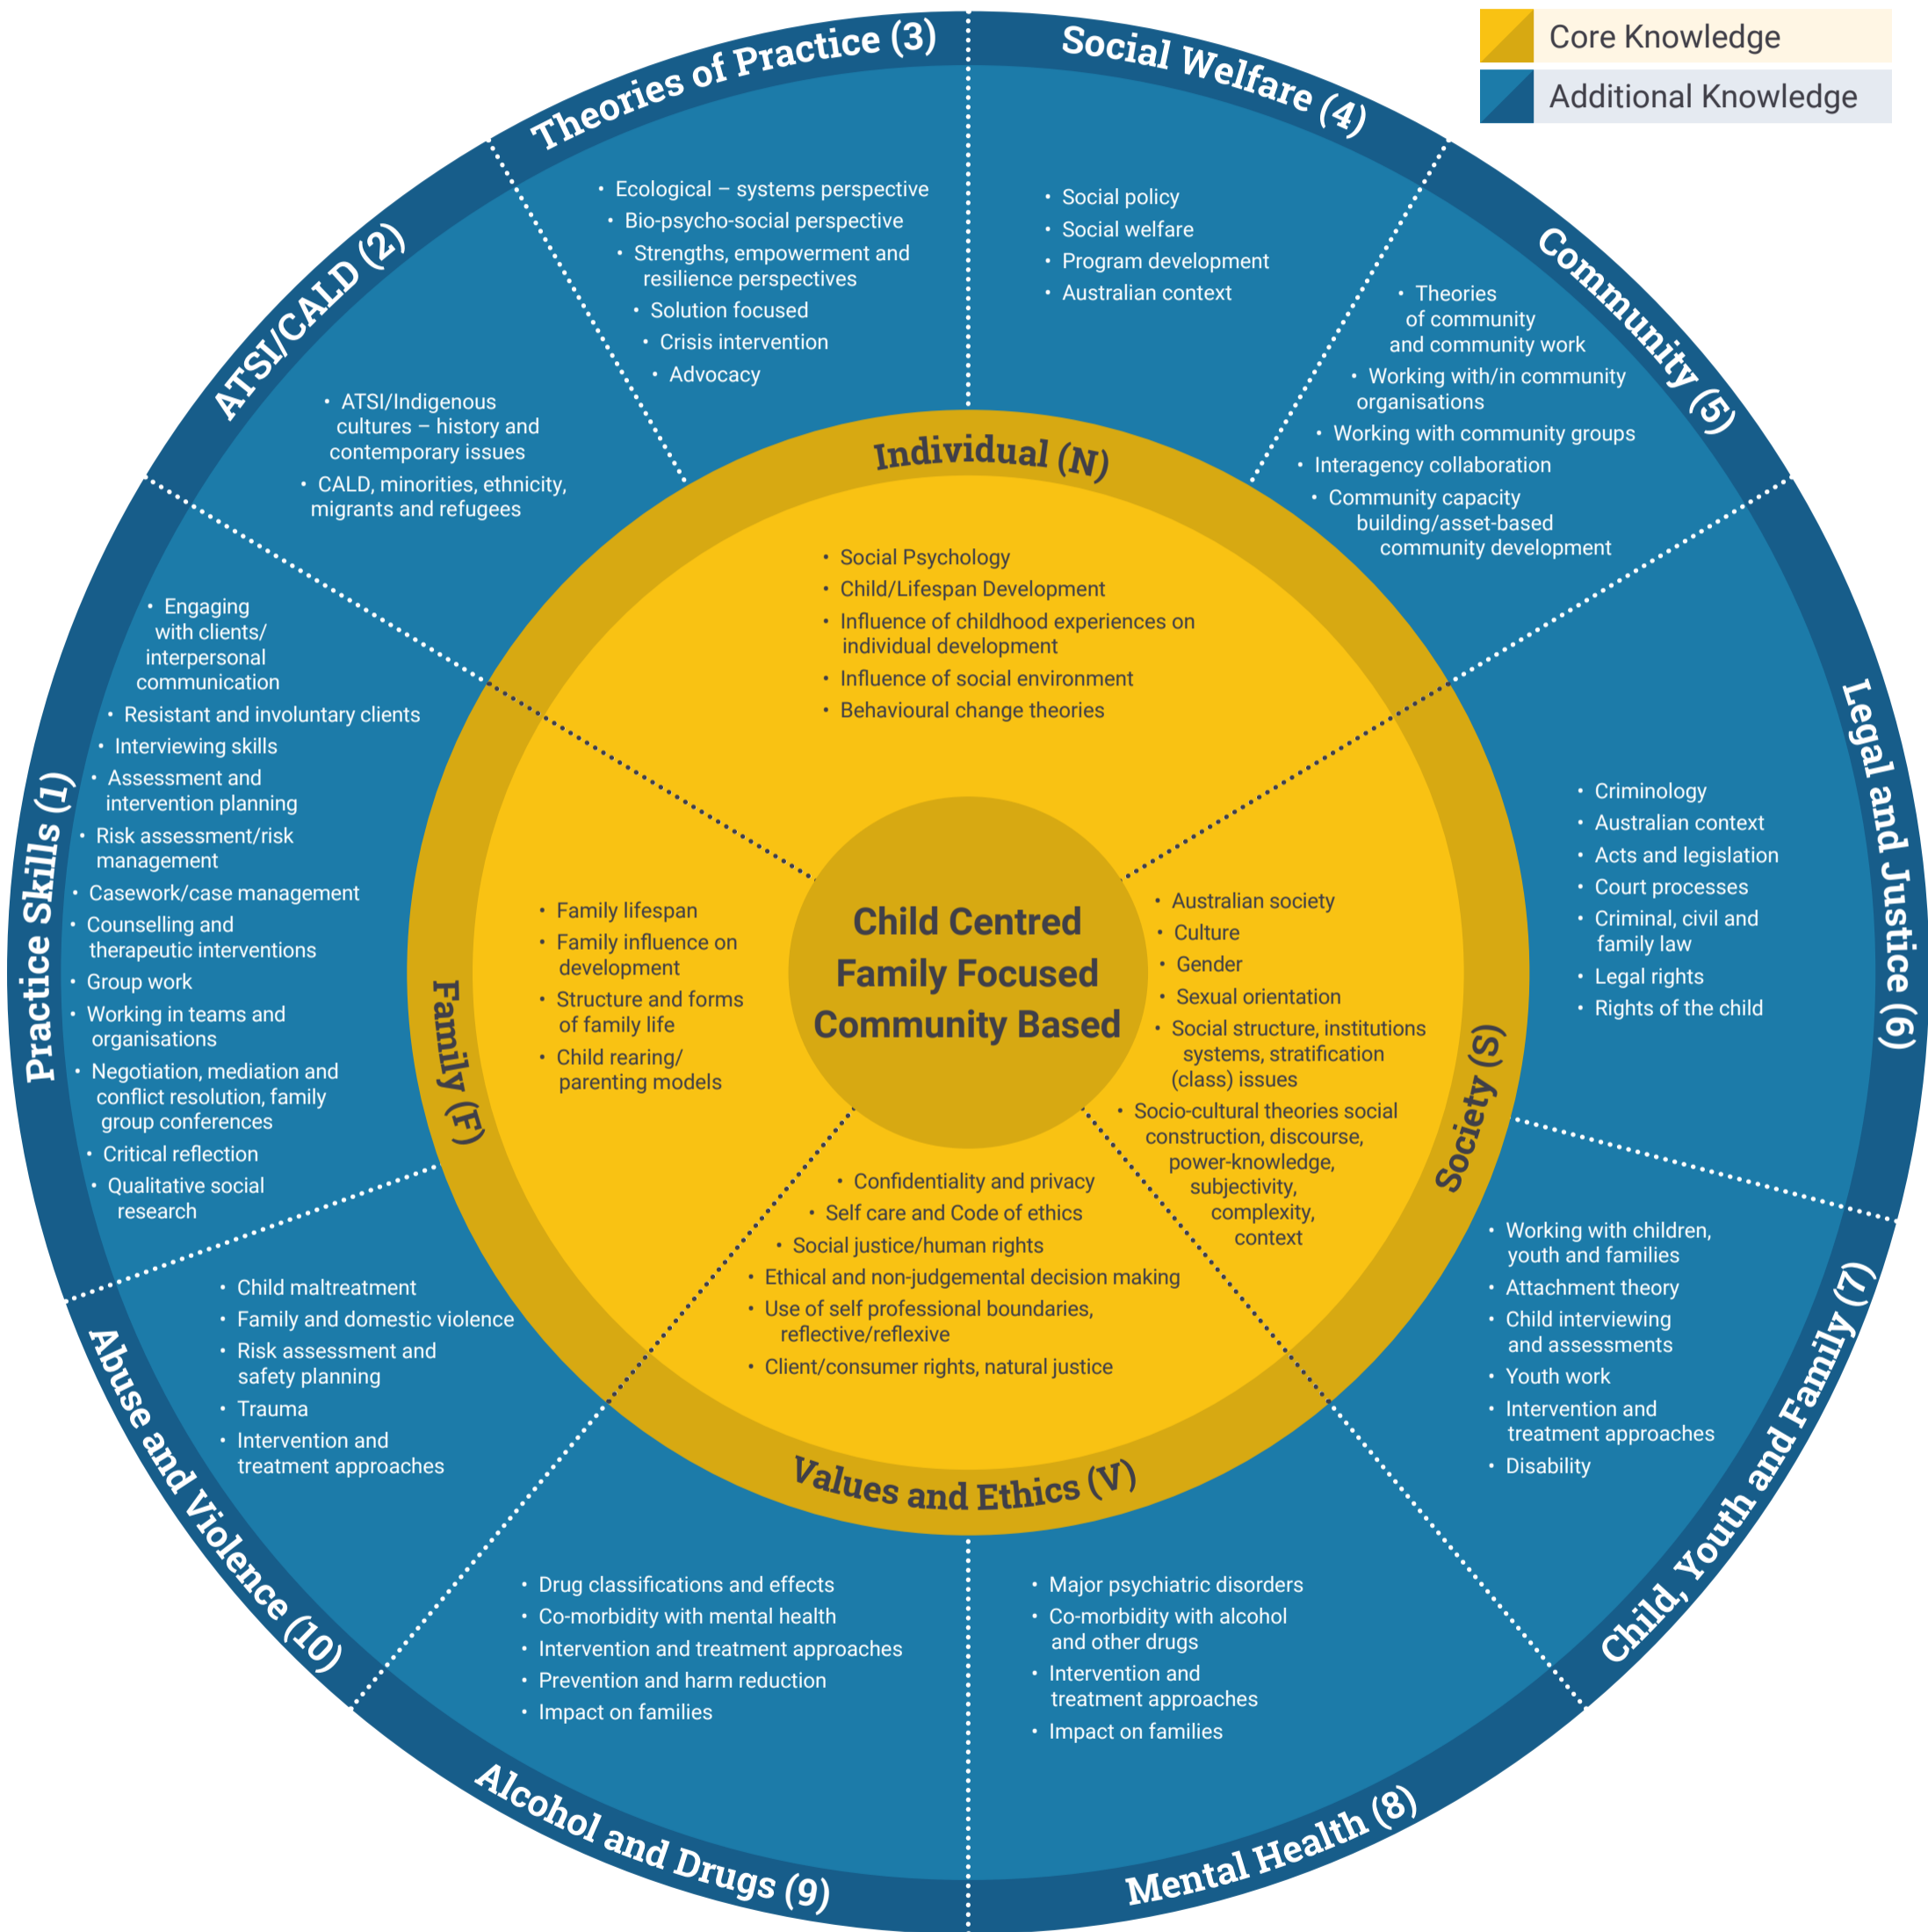 Core Knowledge
Additional Knowledge
Practice Skills (1)
• Engaging
with clients/
interpersonal
communication
• Resistant and involuntary clients
• Interviewing skills
• Assessment and
intervention planning
• Risk assessment/risk
management
• Casework/case management
• Counselling and
therapeutic interventions
• Group work
• Working in teams and
organisations
• Negotiation, mediation and
conflict resolution, family
group conferences
• Critical reflection
• Qualitative social
research
ATSI/CALD (2)
• ATSI/Indigenous
cultures – history and
contemporary issues
• CALD, minorities, ethnicity,
migrants and refugees
Theories of Practice (3)
• Ecological – systems perspective
• Bio-psycho-social perspective
• Strengths, empowerment and
resilience perspectives
• Solution focused
• Crisis intervention
• Advocacy
Social Welfare (4)
• Social policy
• Social welfare
• Program development
• Australian context
Community (5)
• Theories
of community
and community work
• Working with/in community
organisations
• Working with community groups
• Interagency collaboration
• Community capacity
building/asset-based
community development
Legal and Justice (6)
• Criminology
• Australian context
• Acts and legislation
• Court processes
• Criminal, civil and
family law
• Legal rights
• Rights of the child
Child, Youth and Family (7)
• Working with children,
youth and families
• Attachment theory
• Child interviewing
and assessments
• Youth work
• Intervention and
treatment approaches
• Disability
Mental Health (8)
• Major psychiatric disorders
• Co-morbidity with alcohol
and other drugs
• Intervention and
treatment approaches
• Impact on families
Alcohol and Drugs (9)
• Drug classifications and effects
• Co-morbidity with mental health
• Intervention and treatment approaches
• Prevention and harm reduction
• Impact on families
Abuse and Violence (10)
• Child maltreatment
• Family and domestic violence
• Risk assessment and
safety planning
• Trauma
• Intervention and
treatment approaches
Individual (N)
• Social Psychology
• Child/Lifespan Development
• Influence of childhood experiences on
individual development
• Influence of social environment
• Behavioural change theories
Family (F)
• Family lifespan
• Family influence on
development
• Structure and forms
of family life
• Child rearing/
parenting models
Child Centred
Family Focused
Community Based
Society (S)
• Australian society
• Culture
• Gender
• Sexual orientation
• Social structure, institutions
systems, stratification
(class) issues
• Socio-cultural theories social
construction, discourse,
power-knowledge,
subjectivity,
complexity,
context
Values and Ethics (V)
• Confidentiality and privacy
• Self care and Code of ethics
• Social justice/human rights
• Ethical and non-judgemental decision making
• Use of self professional boundaries,
reflective/reflexive
• Client/consumer rights, natural justice